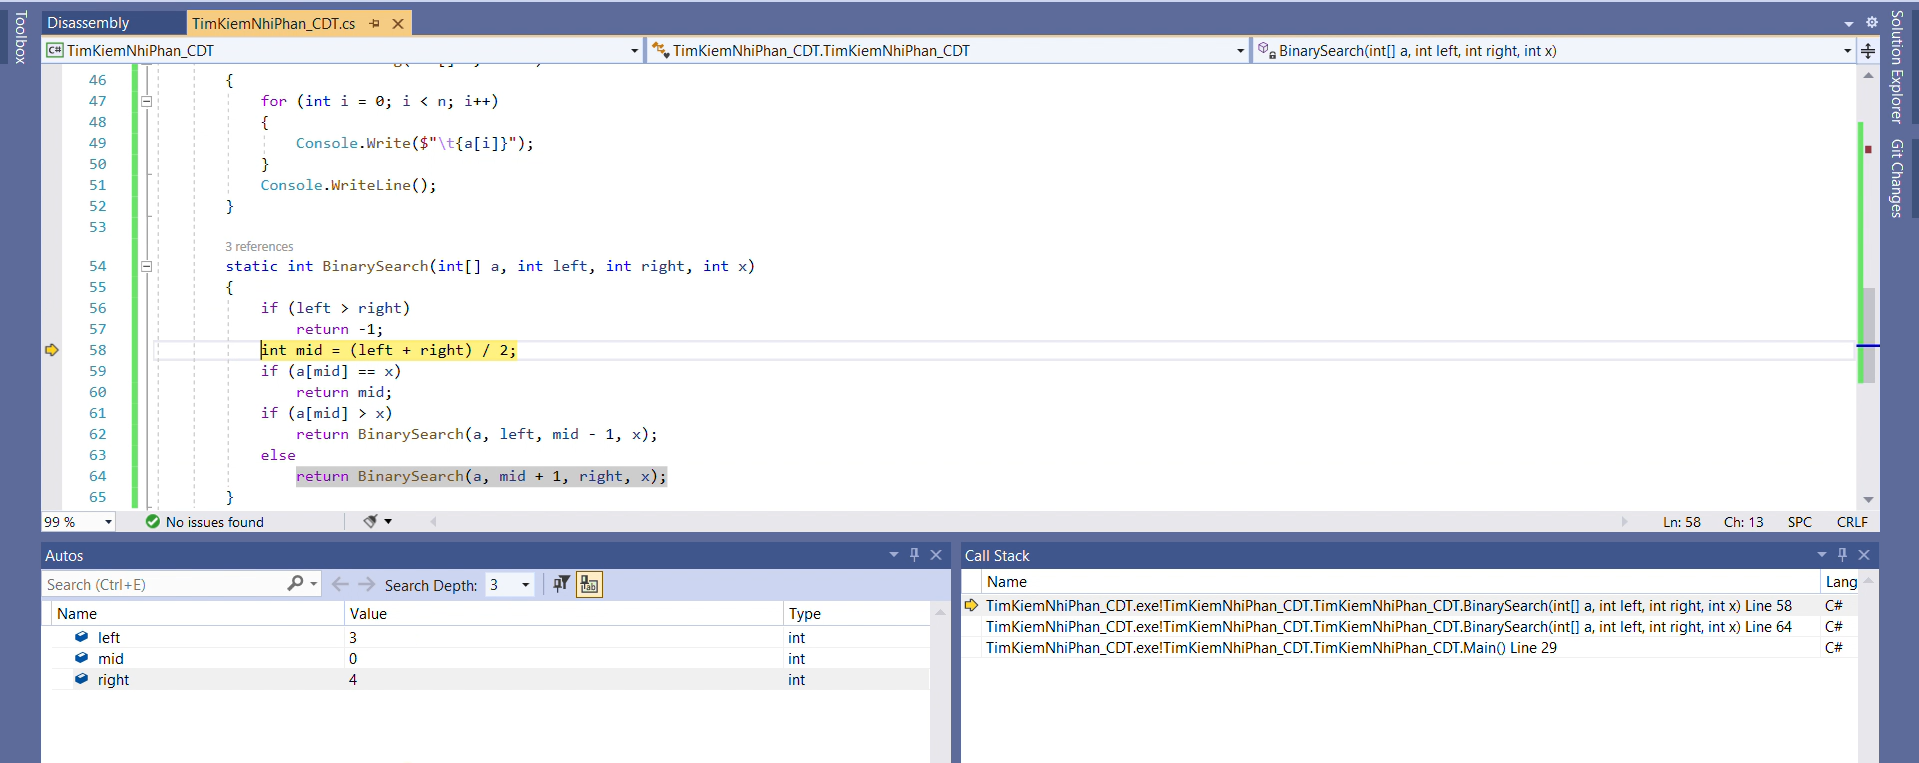 Toolbox
Disassembly
TimKiemNhiPhan_CDT.cs
C# TimKiemNhiPhan_CDT
TimKiemNhiPhan_CDT.TimKiemNhiPhan_CDT
BinarySearch(int[] a, int left, int right, int x)
46 {
47 for (int i = 0; i < n; i++)
48 {
49 Console.Write($"\t{a[i]}");
50 }
51 Console.WriteLine();
52 }
53
3 references
54 static int BinarySearch(int[] a, int left, int right, int x)
55 {
56 if (left > right)
57 return -1;
58 int mid = (left + right) / 2;
59 if (a[mid] == x)
60 return mid;
61 if (a[mid] > x)
62 return BinarySearch(a, left, mid - 1, x);
63 else
64 return BinarySearch(a, mid + 1, right, x);
65 }
99 %
No issues found
Ln: 58 Ch: 13 SPC CRLF
Solution Explorer
Git Changes
Autos
Search (Ctrl+E)
Search Depth: 3
Name Value Type
left 3 int
mid 0 int
right 4 int
Call Stack
Name Lang
TimKiemNhiPhan_CDT.exe!TimKiemNhiPhan_CDT.TimKiemNhiPhan_CDT.BinarySearch(int[] a, int left, int right, int x) Line 58 C#
TimKiemNhiPhan_CDT.exe!TimKiemNhiPhan_CDT.TimKiemNhiPhan_CDT.BinarySearch(int[] a, int left, int right, int x) Line 64 C#
TimKiemNhiPhan_CDT.exe!TimKiemNhiPhan_CDT.TimKiemNhiPhan_CDT.Main() Line 29 C#